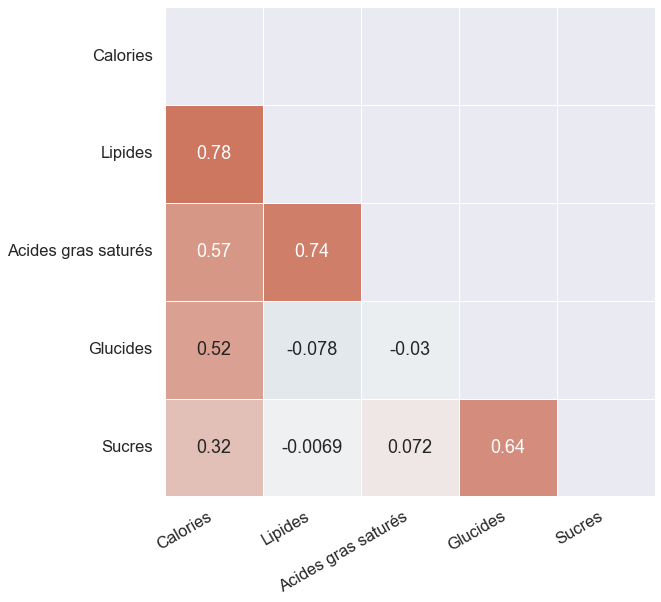 Calories
Lipides
0.78
Acides gras saturés
0.57 0.74
Glucides
0.52 -0.078 -0.03
Sucres
0.32 -0.0069 0.072 0.64
Calories
Lipides
Acides gras saturés
Glucides
Sucres